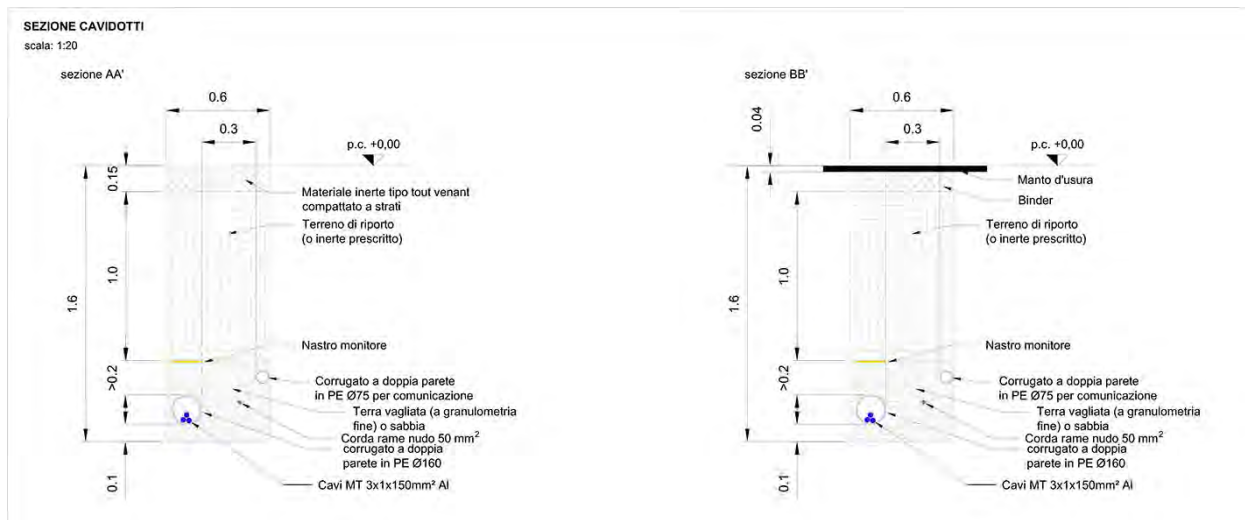 SEZIONE CAVIDOTTI
scala: 1:20
sezione AA'
0.6
0.3
p.c. +0,00
0.15
Materiale inerte tipo tout venant
compattato a strati
Terreno di riporto
(o inerte prescritto)
1.0
1.6
Nastro monitore
>0.2
Corrugato a doppia parete
in PE Ø75 per comunicazione
Terra vagliata (a granulometria
fine) o sabbia
Corda rame nudo 50 mm²
corrugato a doppia
parete in PE Ø160
Cavi MT 3x1x150mm² Al
0.1
sezione BB'
0.6
0.04
0.3
p.c. +0,00
Manto d'usura
Binder
Terreno di riporto
(o inerte prescritto)
1.0
1.6
Nastro monitore
>0.2
Corrugato a doppia parete
in PE Ø75 per comunicazione
Terra vagliata (a granulometria
fine) o sabbia
Corda rame nudo 50 mm²
corrugato a doppia
parete in PE Ø160
Cavi MT 3x1x150mm² Al
0.1